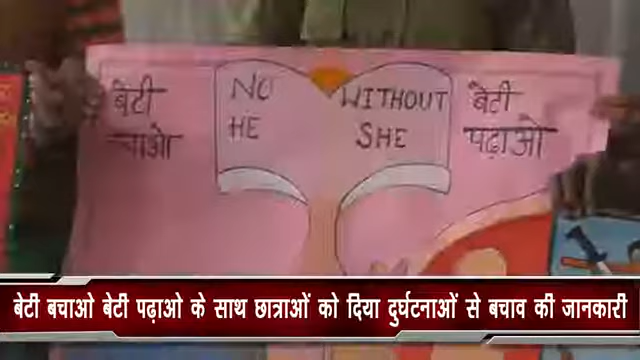 बेटी
बचाओ
NO
HE
WITHOUT
SHE
बेटी
पढ़ाओ
बेटी बचाओ बेटी पढ़ाओ के साथ छात्राओं को दिया दुर्घटनाओं से बचाव की जानकारी